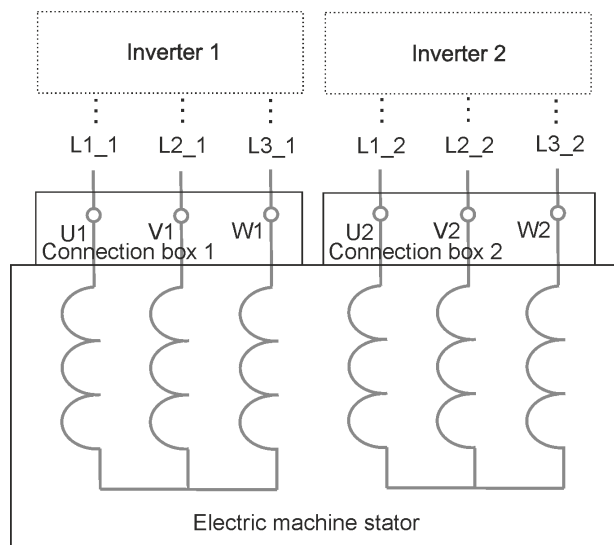 Inverter 1
Inverter 2
L1_1
L2_1
L3_1
L1_2
L2_2
L3_2
U1
V1
W1
U2
V2
W2
Connection box 1
Connection box 2
Electric machine stator